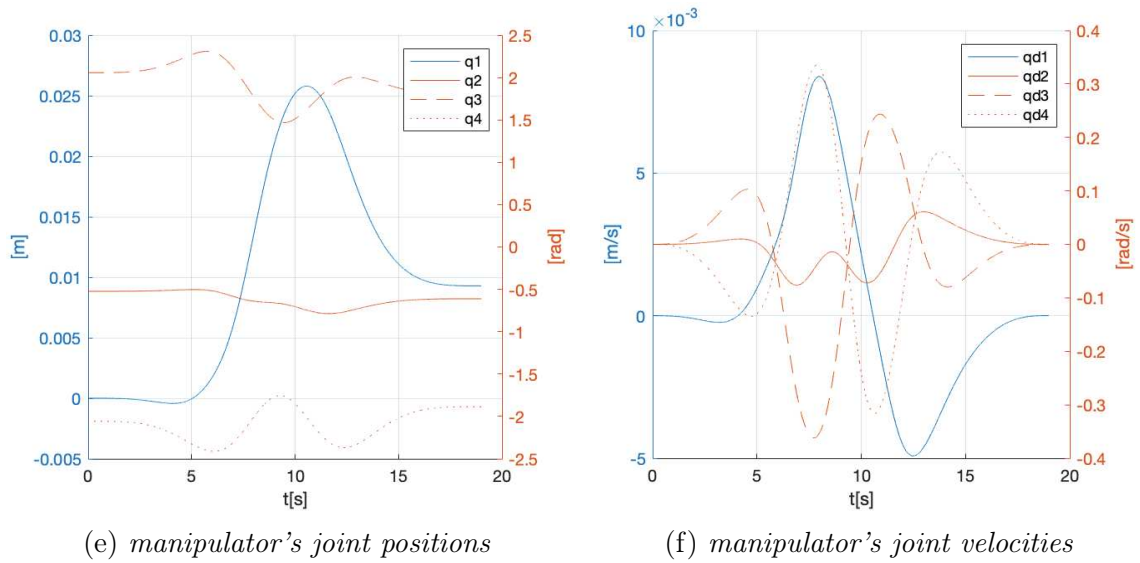 0.03
0.025
0.02
0.015
0.01
0.005
0
-0.005
[m]
2.5
2
1.5
1
0.5
0
-0.5
-1
-1.5
-2
-2.5
[rad]
q1
q2
q3
q4
0 5 10 15 20
t[s]
(e) manipulator's joint positions
10 ×10⁻³
5
0
-5
[m/s]
0.4
0.3
0.2
0.1
0
-0.1
-0.2
-0.3
-0.4
[rad/s]
qd1
qd2
qd3
qd4
0 5 10 15 20
t[s]
(f) manipulator's joint velocities